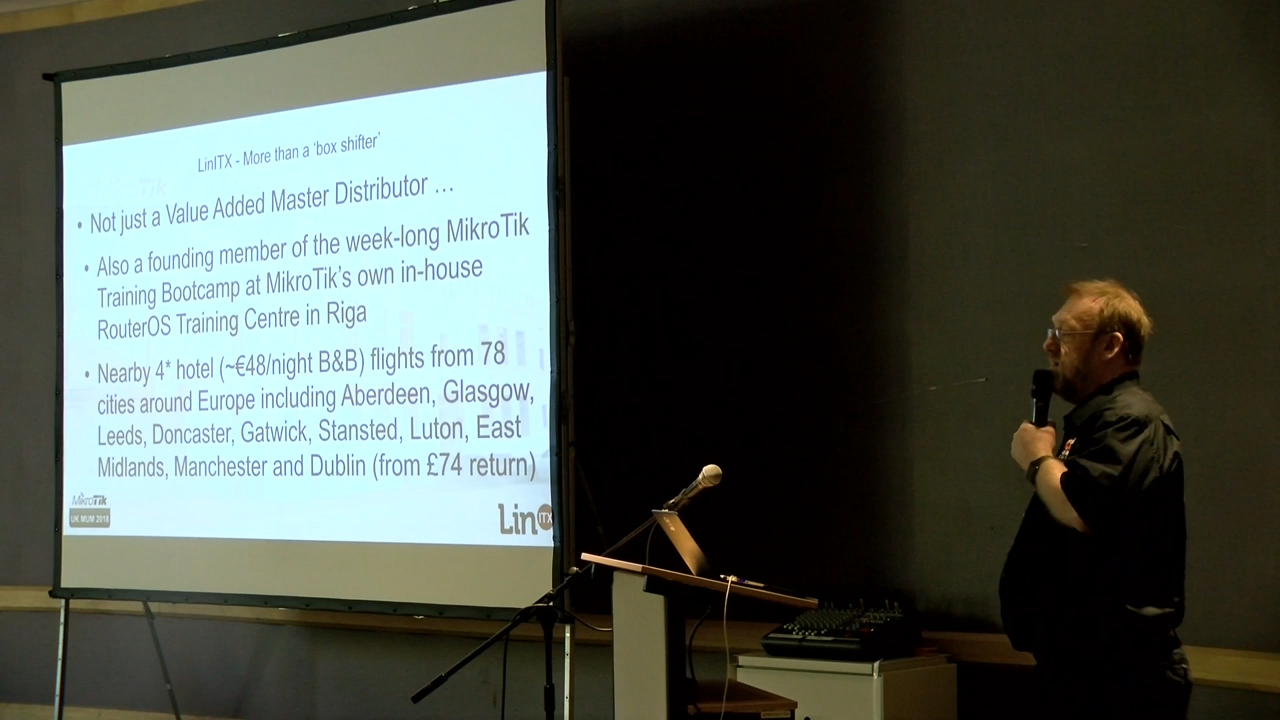 LinITX - More than a ‘box shifter’
• Not just a Value Added Master Distributor …
• Also a founding member of the week-long MikroTik
Training Bootcamp at MikroTik’s own in-house
RouterOS Training Centre in Riga
• Nearby 4* hotel (~€48/night B&B) flights from 78
cities around Europe including Aberdeen, Glasgow,
Leeds, Doncaster, Gatwick, Stansted, Luton, East
Midlands, Manchester and Dublin (from £74 return)
MikroTik
UK MUM 2018
LinITX